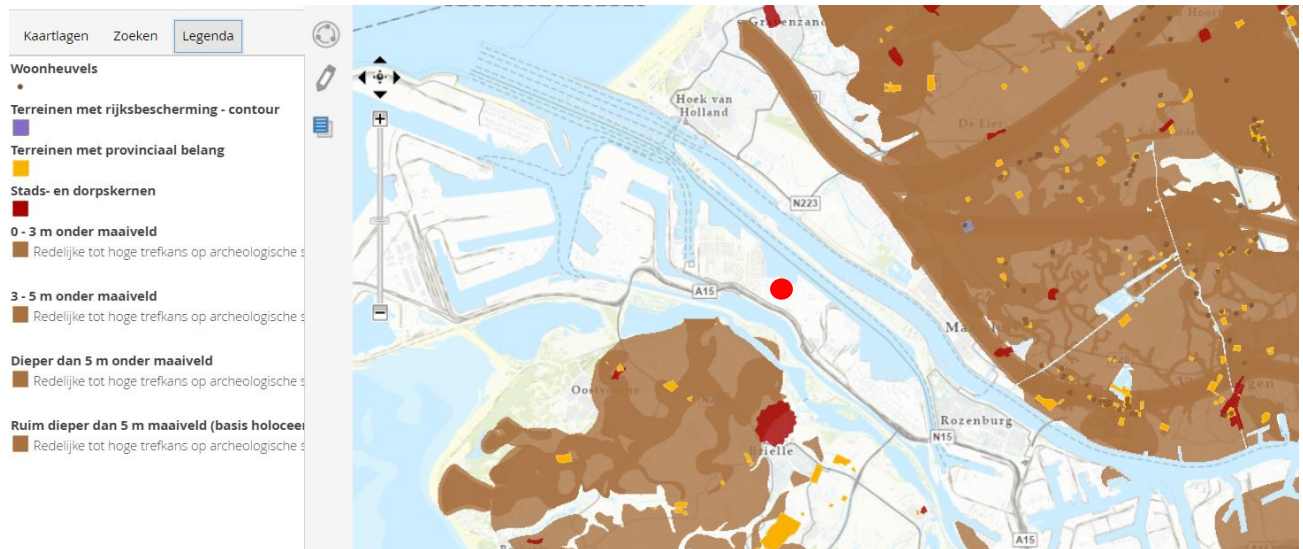 Kaartlagen Zoeken Legenda
Woonheuvels
Terreinen met rijksbescherming - contour
Terreinen met provinciaal belang
Stads- en dorpskernen
0 - 3 m onder maaiveld
Redelijke tot hoge trefkans op archeologische s
3 - 5 m onder maaiveld
Redelijke tot hoge trefkans op archeologische s
Dieper dan 5 m onder maaiveld
Redelijke tot hoge trefkans op archeologische s
Ruim dieper dan 5 m maaiveld (basis holoceen
Redelijke tot hoge trefkans op archeologische s
Hoek van
Holland
De Lier
N223
A15
Rozenburg
Brielle
N15
A15